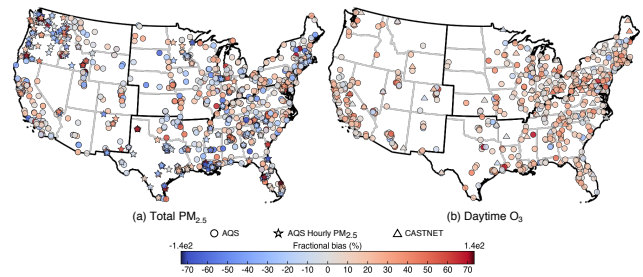 (a) Total PM2.5 (b) Daytime O3
AQS AQS Hourly PM2.5 CASTNET
-1.4e2 Fractional bias (%) 1.4e2
-70 -60 -50 -40 -30 -20 -10 0 10 20 30 40 50 60 70